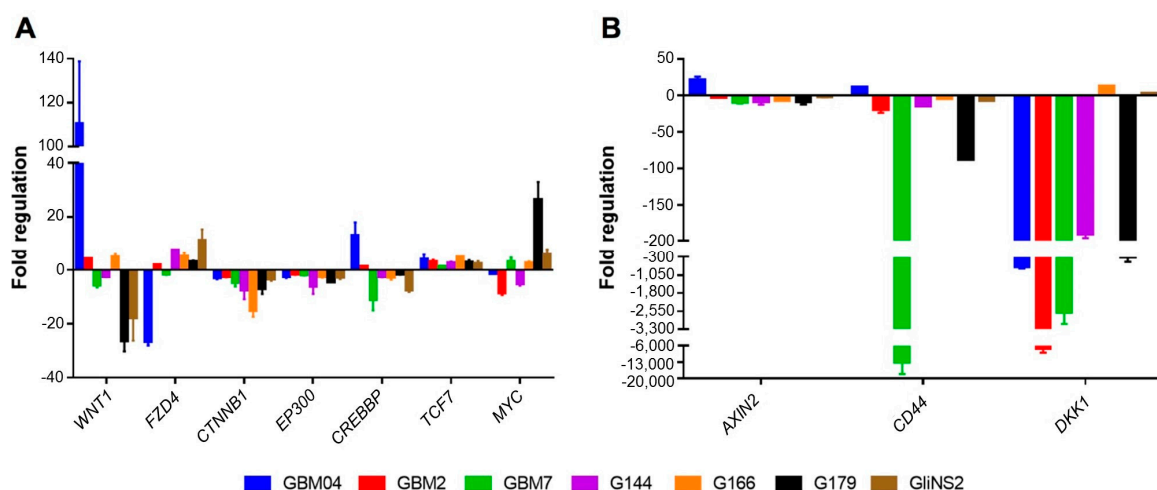 A
Fold regulation
140
120
100
40
20
0
-20
-40
WNT1
FZD4
CTNNB1
EP300
CREBBP
TCF7
MYC
B
Fold regulation
50
0
-50
-100
-150
-200
-300
-1,050
-1,800
-2,550
-3,300
-6,000
-13,000
-20,000
AXIN2
CD44
DKK1
GBM04 GBM2 GBM7 G144 G166 G179 GliNS2